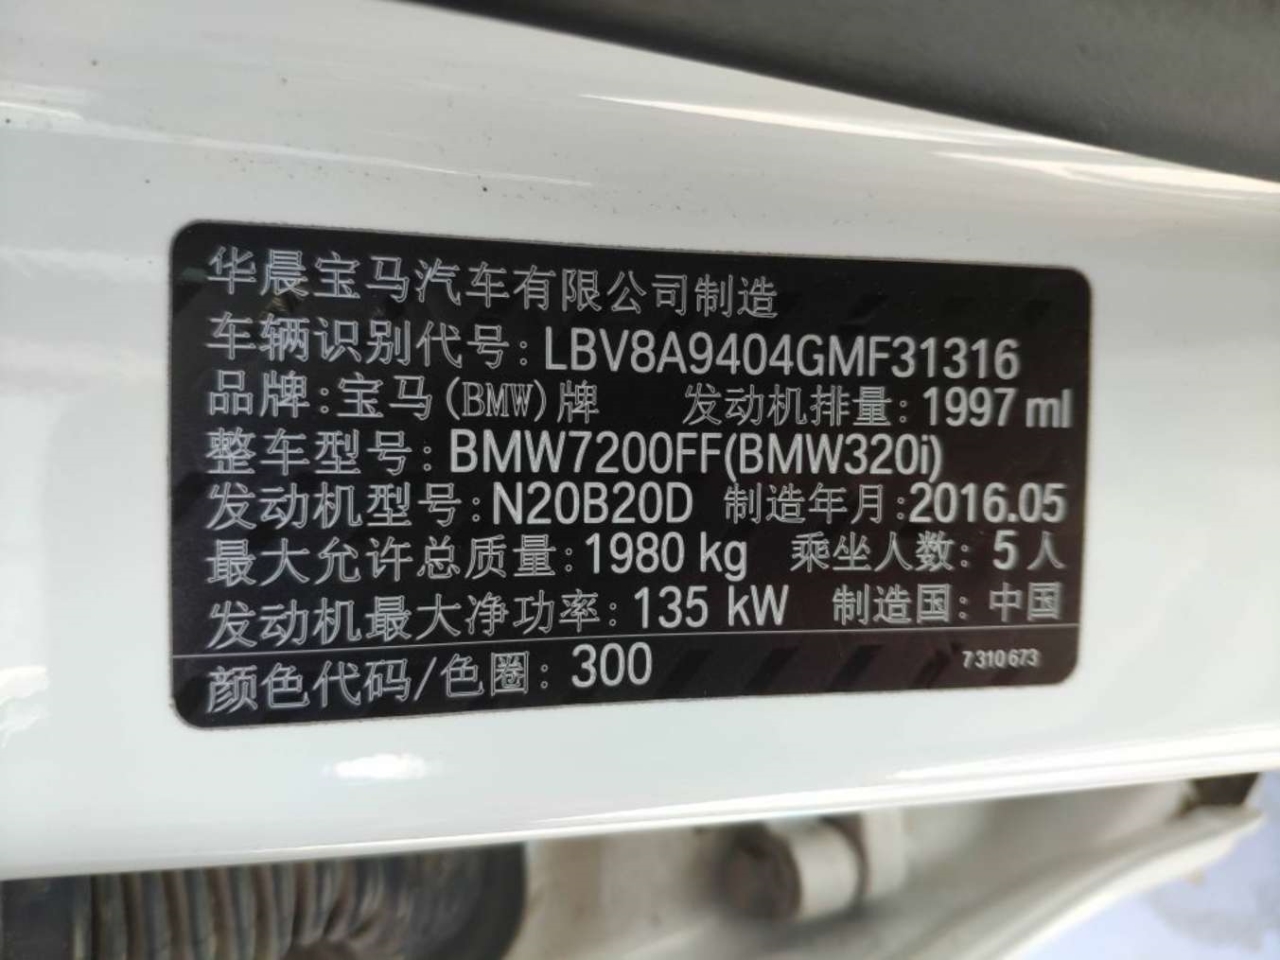 华晨宝马汽车有限公司制造
车辆识别代号: LBV8A9404GMF31316
品牌:宝马(BMW)牌 发动机排量: 1997 ml
整车型号: BMW7200FF(BMW320i)
发动机型号: N20B20D 制造年月:2016.05
最大允许总质量: 1980 kg 乘坐人数: 5 人
发动机最大净功率: 135 kW 制造国: 中国
颜色代码/色圈: 300 7 310 673